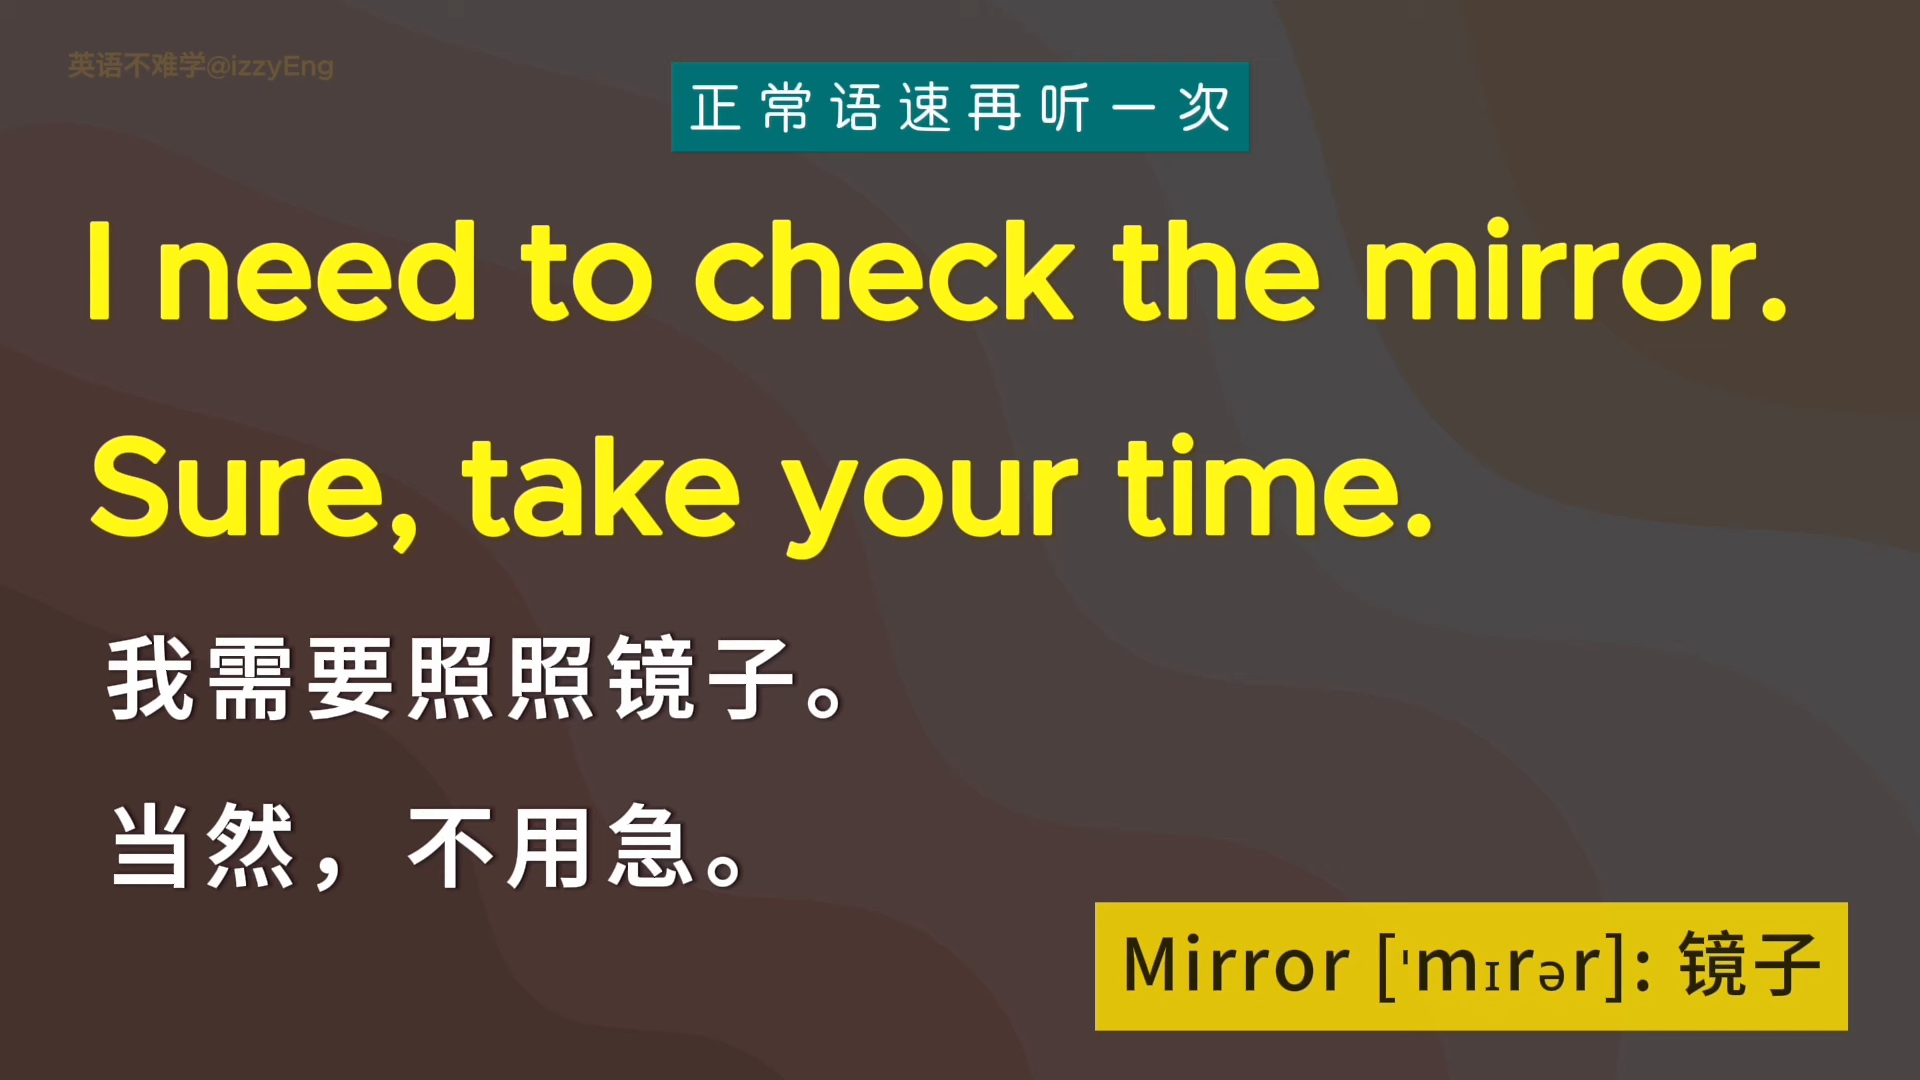 英语不难学@izzyEng
正常语速再听一次
I need to check the mirror.
Sure, take your time.
我需要照照镜子。
当然，不用急。
Mirror [ˈmɪrər]: 镜子